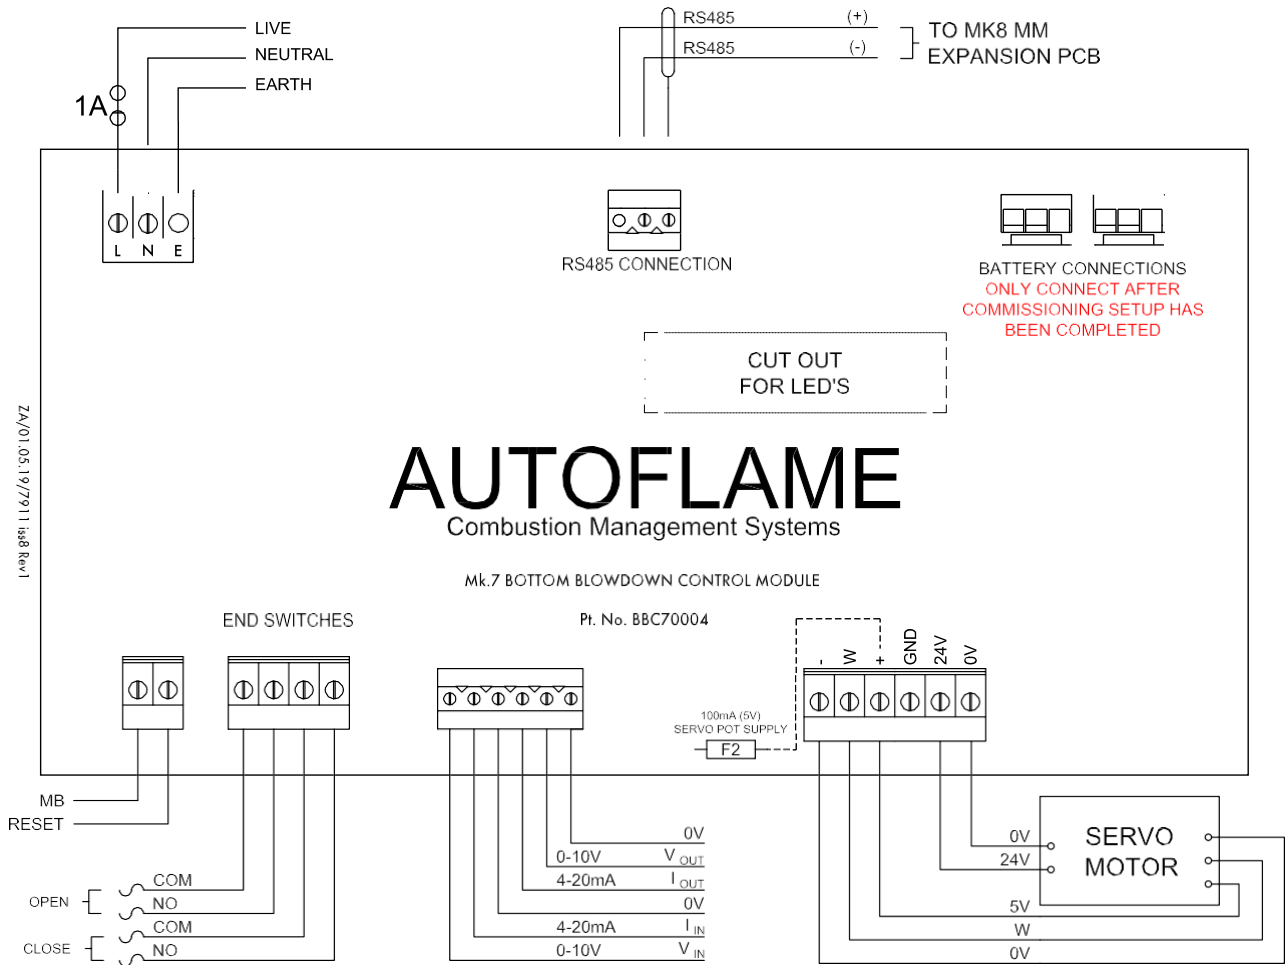 LIVE
NEUTRAL
EARTH
1A
RS485 (+)
RS485 (-)
TO MK8 MM
EXPANSION PCB
L N E
RS485 CONNECTION
BATTERY CONNECTIONS
ONLY CONNECT AFTER
COMMISSIONING SETUP HAS
BEEN COMPLETED
CUT OUT
FOR LED'S
ZA/01.05.19/7911 iss8 Rev1
AUTOFLAME
Combustion Management Systems
Mk.7 BOTTOM BLOWDOWN CONTROL MODULE
Pt. No. BBC70004
END SWITCHES
- W + GND 24V 0V
100mA (5V)
SERVO POT SUPPLY
F2
MB
RESET
OPEN
COM
NO
CLOSE
COM
NO
0V
0-10V V OUT
4-20mA I OUT
0V
4-20mA I IN
0-10V V IN
0V
24V
SERVO
MOTOR
5V
W
0V